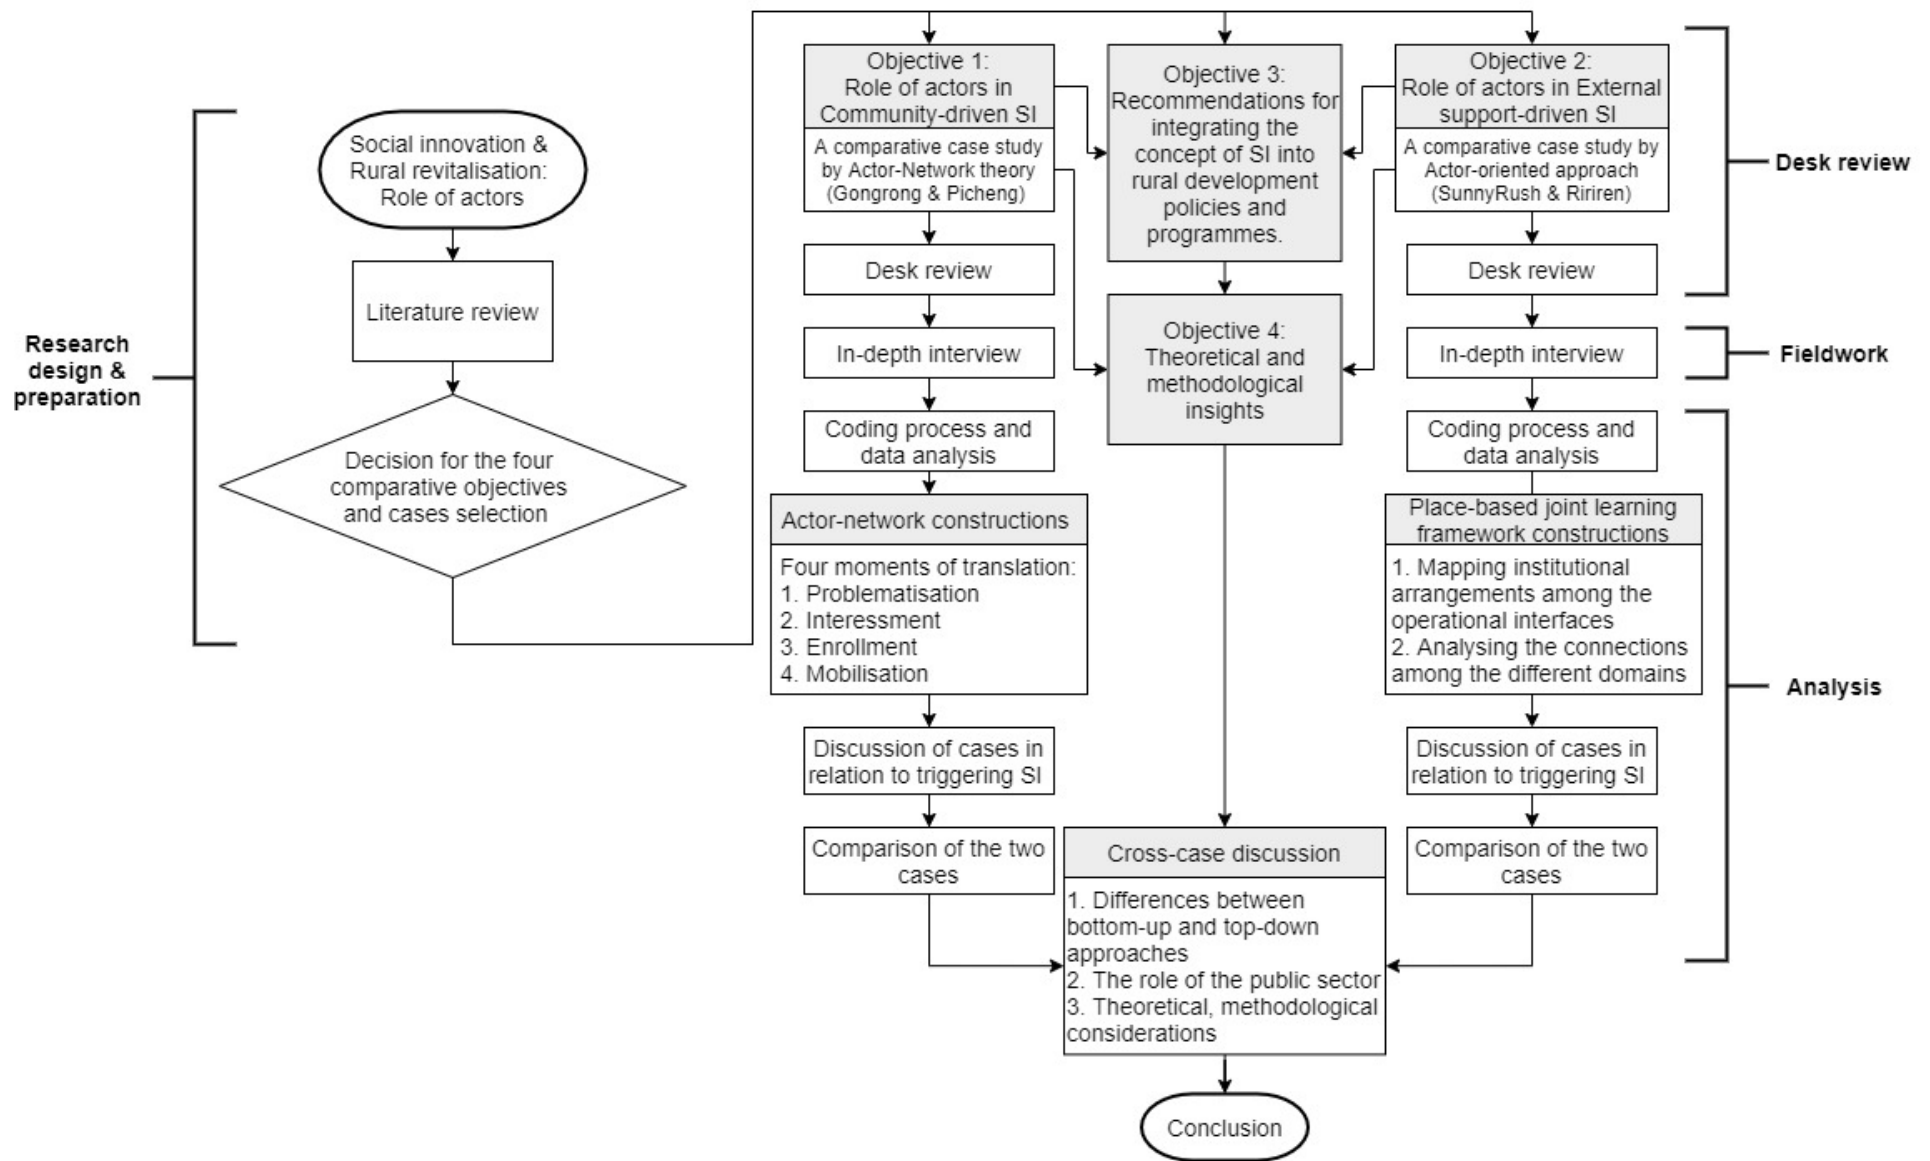 Research
design &
preparation
Social innovation &
Rural revitalisation:
Role of actors
Literature review
Decision for the four
comparative objectives
and cases selection
Objective 1:
Role of actors in
Community-driven SI
A comparative case study
by Actor-Network theory
(Gongrong & Picheng)
Desk review
In-depth interview
Coding process and
data analysis
Actor-network constructions
Four moments of translation:
1. Problematisation
2. Interessment
3. Enrollment
4. Mobilisation
Discussion of cases in
relation to triggering SI
Comparison of the two
cases
Objective 3:
Recommendations for
integrating the
concept of SI into
rural development
policies and
programmes.
Objective 4:
Theoretical and
methodological
insights
Cross-case discussion
1. Differences between
bottom-up and top-down
approaches
2. The role of the public sector
3. Theoretical, methodological
considerations
Conclusion
Objective 2:
Role of actors in External
support-driven SI
A comparative case study by
Actor-oriented approach
(SunnyRush & Ririren)
Desk review
In-depth interview
Coding process and
data analysis
Place-based joint learning
framework constructions
1. Mapping institutional
arrangements among the
operational interfaces
2. Analysing the connections
among the different domains
Discussion of cases in
relation to triggering SI
Comparison of the two
cases
Desk review
Fieldwork
Analysis